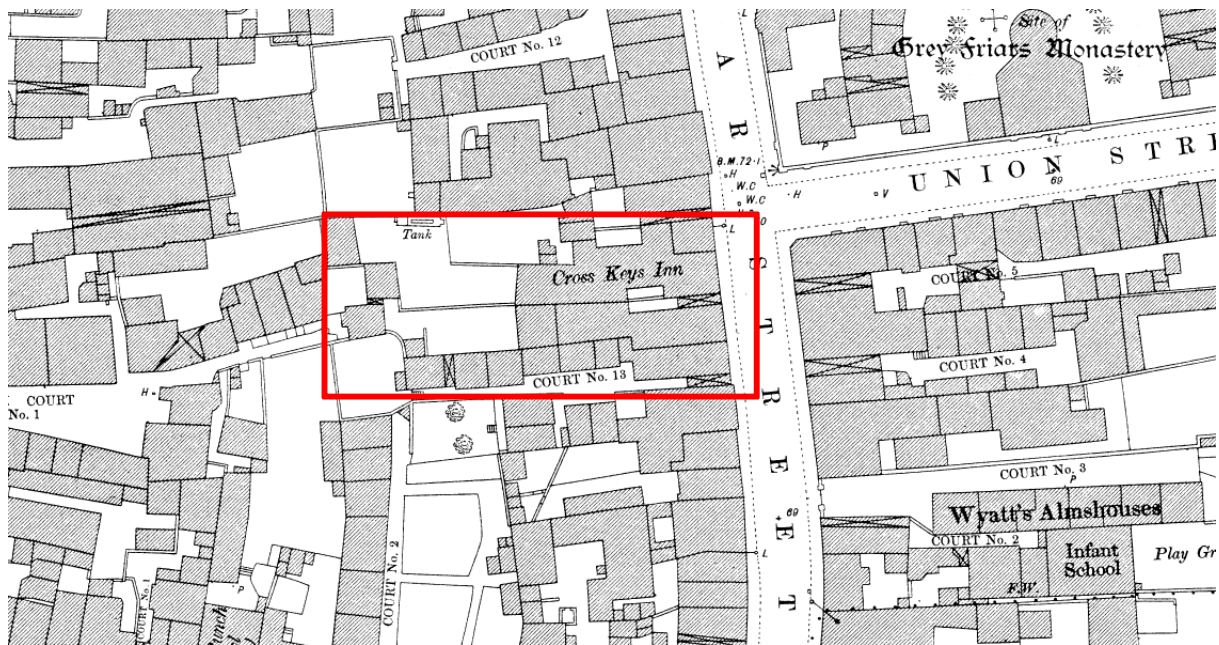 COURT No. 12
Site of
Grey Friars Monastery
A
R
S
T
R
E
E
T
B.M. 72·1
H
W.C
W.C
L
P
L
H
V
69
UNION STRE
Tank
Cross Keys Inn
COURT No. 5
COURT No. 4
COURT No. 13
COURT
No. 1
H
COURT No. 3
P
Wyatt's Almshouses
COURT No. 2
Infant
School
Play Gr
F.W.
69
L
COURT No. 2
COURT No. 1
P